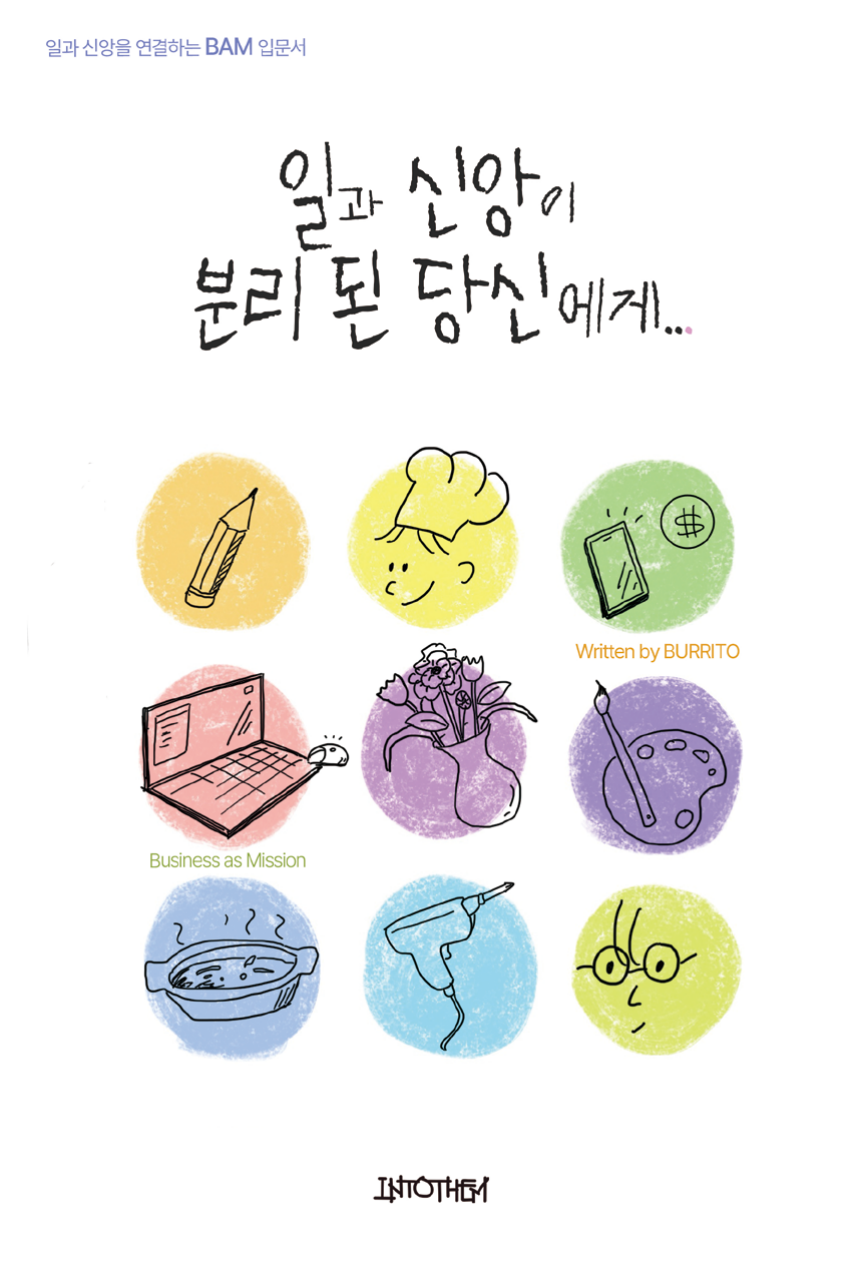 일과 신앙을 연결하는 BAM 입문서
일과 신앙이
분리 된 당신에게...
$
Written by BURRITO
Business as Mission
INTOTHEM